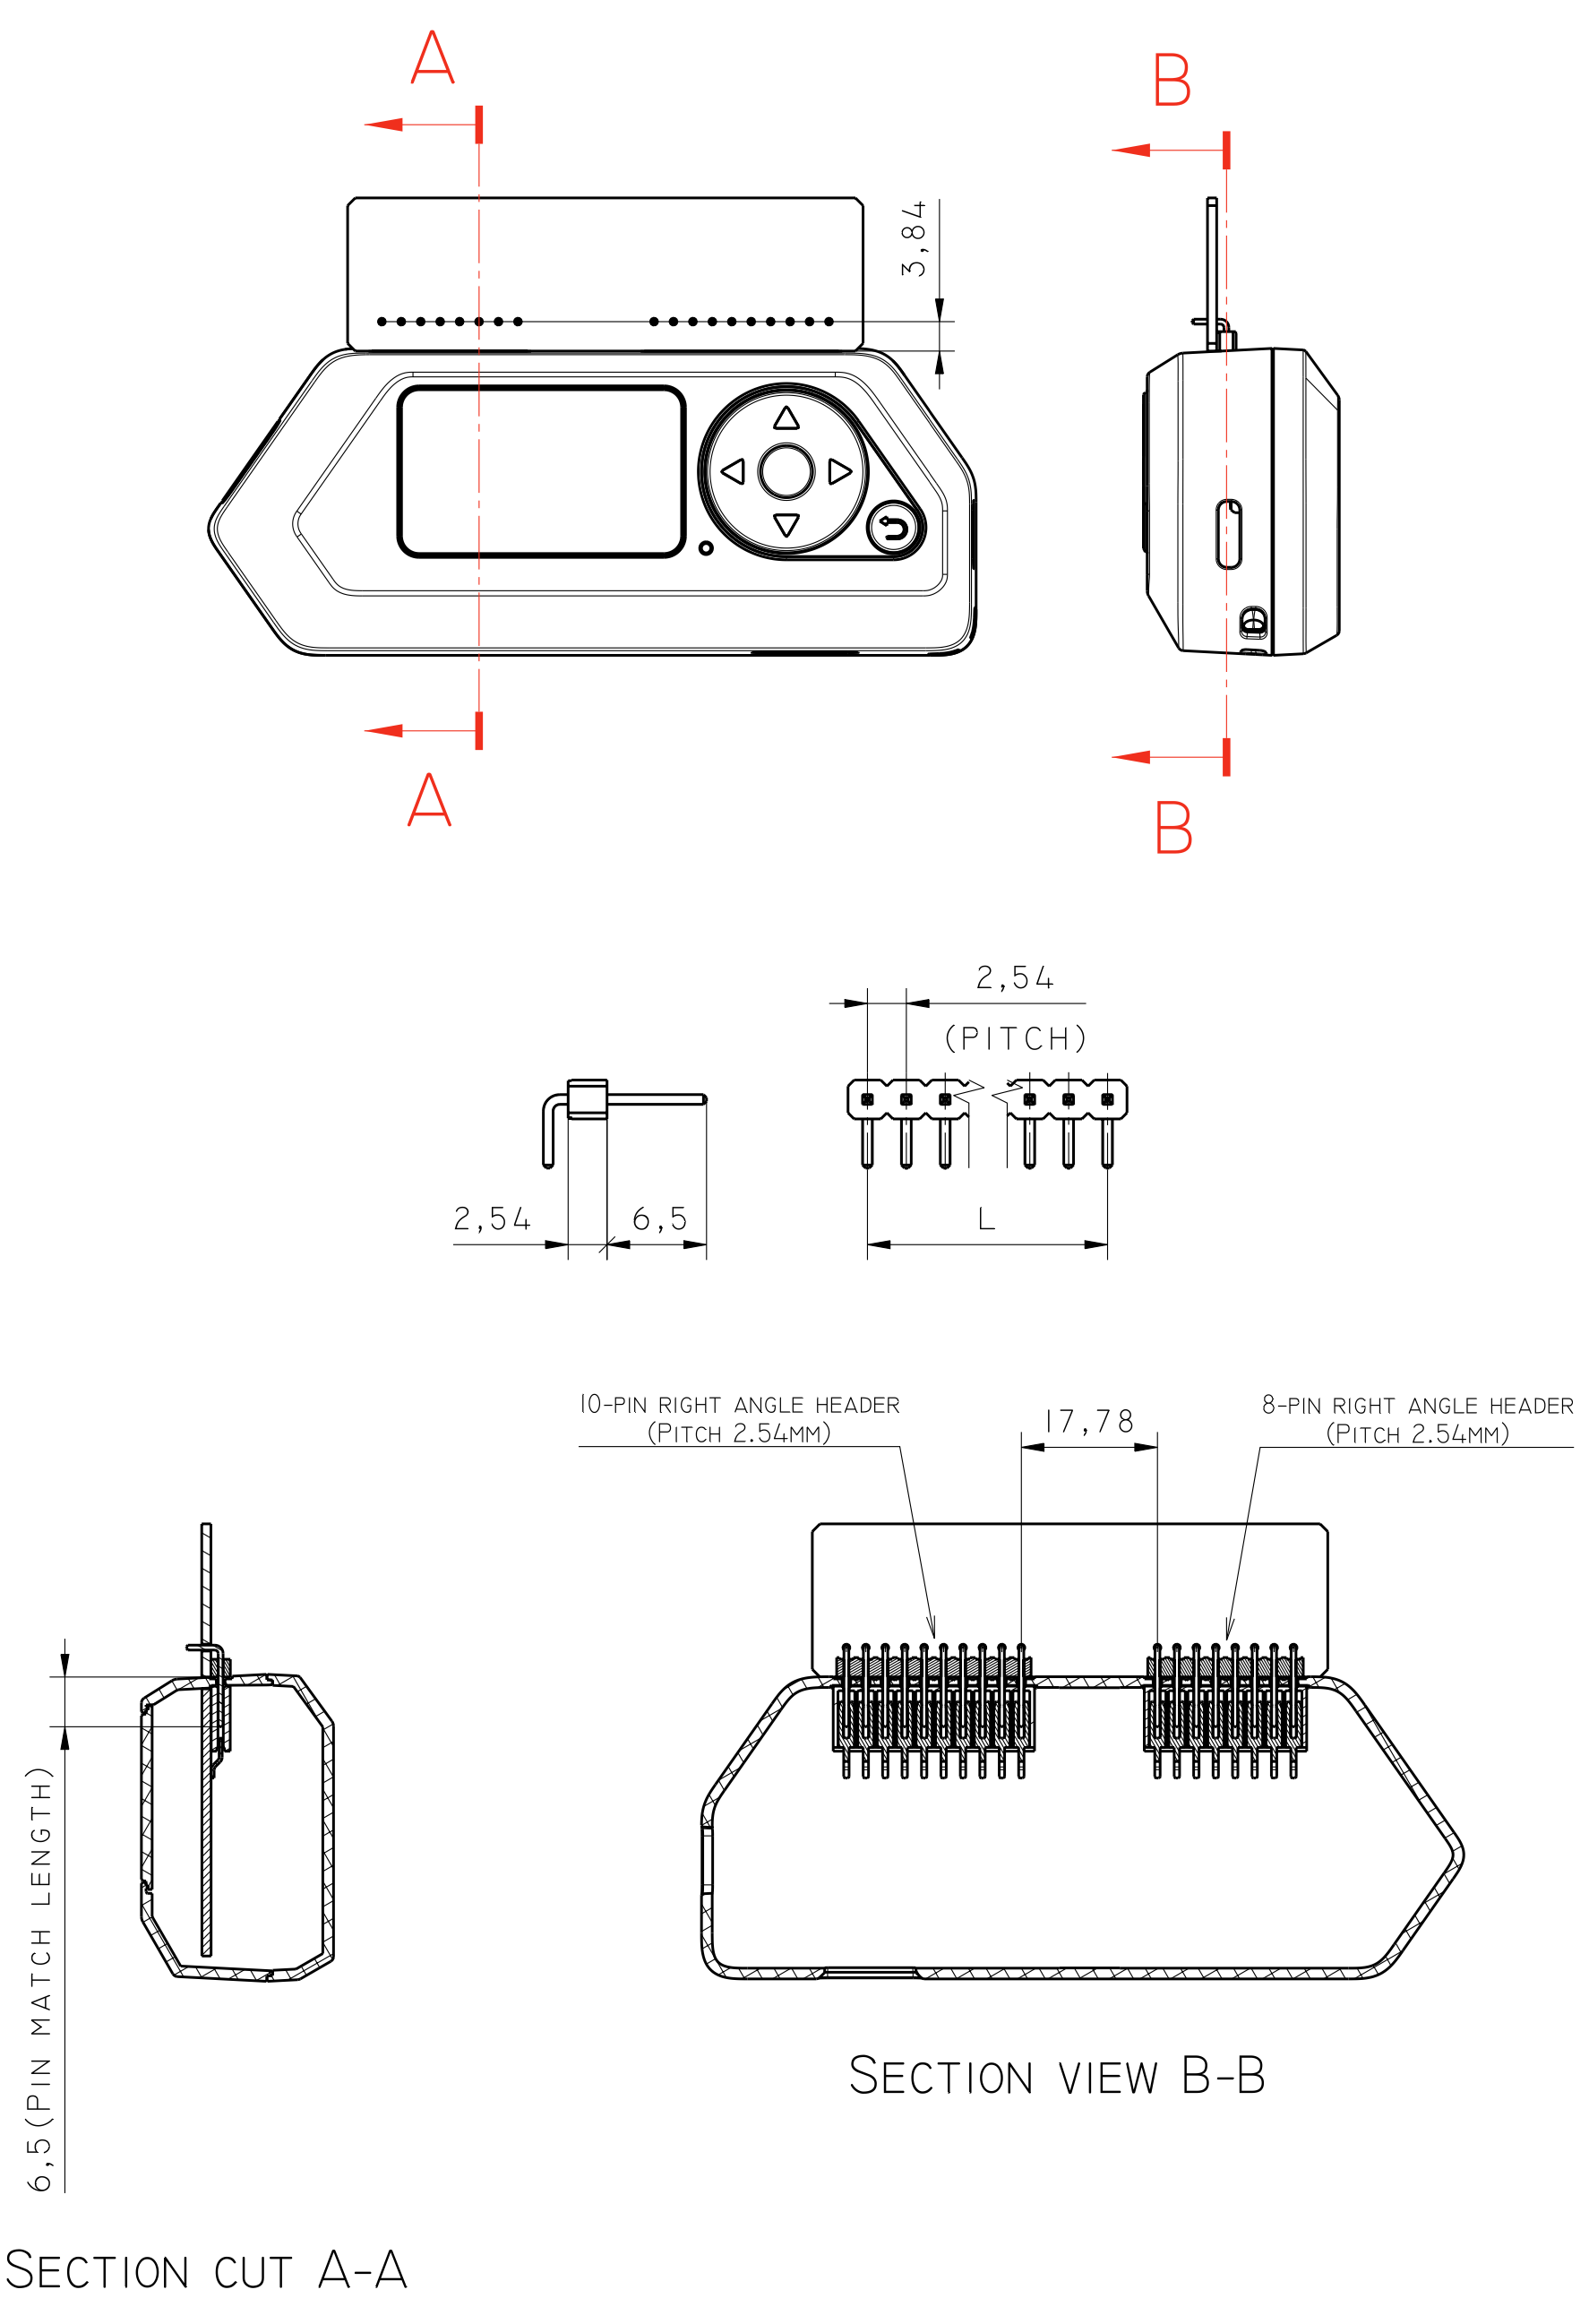 A
B
3,84
A
B
2,54
(PITCH)
2,54
6,5
L
10-PIN RIGHT ANGLE HEADER
(PITCH 2.54MM)
17,78
8-PIN RIGHT ANGLE HEADER
(PITCH 2.54MM)
6,5(PIN MATCH LENGTH)
SECTION VIEW B-B
SECTION CUT A-A